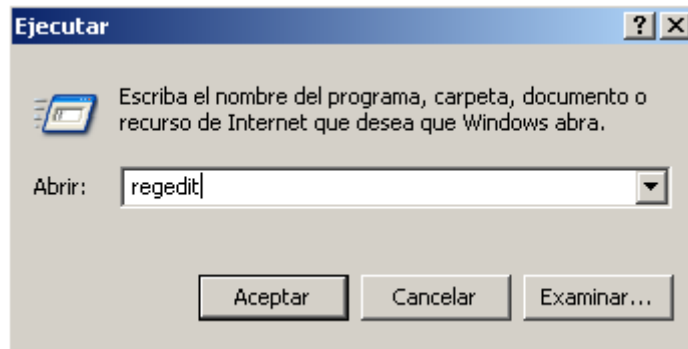 Ejecutar
Escriba el nombre del programa, carpeta, documento o
recurso de Internet que desea que Windows abra.
Abrir: regedit
Aceptar Cancelar Examinar...